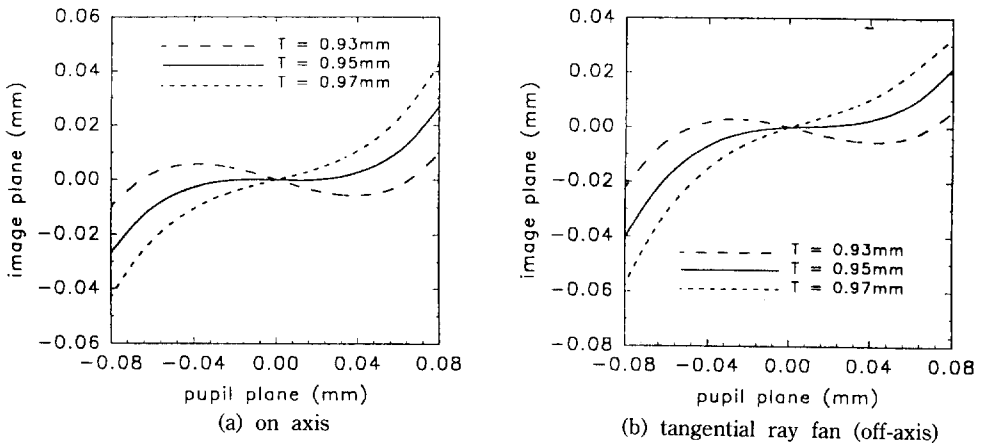 0.06
0.04
0.02
0.00
−0.02
−0.04
−0.06
image plane (mm)
T = 0.93mm
T = 0.95mm
T = 0.97mm
−0.08 −0.04 0.00 0.04 0.08
pupil plane (mm)
(a) on axis
0.04
0.02
0.00
−0.02
−0.04
−0.06
−0.08
image plane (mm)
T = 0.93mm
T = 0.95mm
T = 0.97mm
−0.08 −0.04 0.00 0.04 0.08
pupil plane (mm)
(b) tangential ray fan (off-axis)